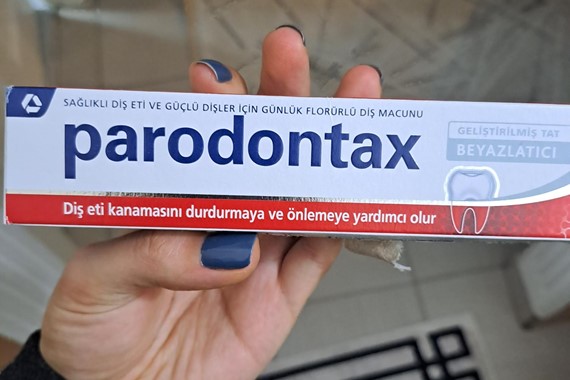 SAĞLIKLI DİŞ ETİ VE GÜÇLÜ DİŞLER İÇİN GÜNLÜK FLORÜRLÜ DİŞ MACUNU
parodontax
GELİŞTİRİLMİŞ TAT
BEYAZLATICI
Diş eti kanamasını durdurmaya ve önlemeye yardımcı olur